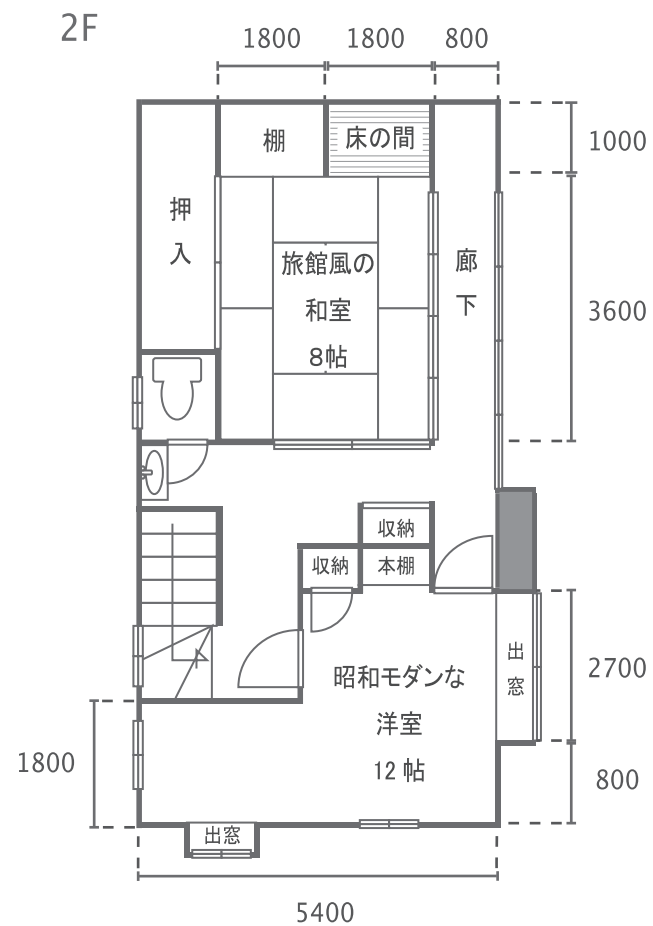 2F
1800
1800
800
棚
床の間
1000
押入
旅館風の
和室
8帖
廊下
3600
収納
収納
本棚
出窓
2700
昭和モダンな
洋室
12帖
1800
800
出窓
5400